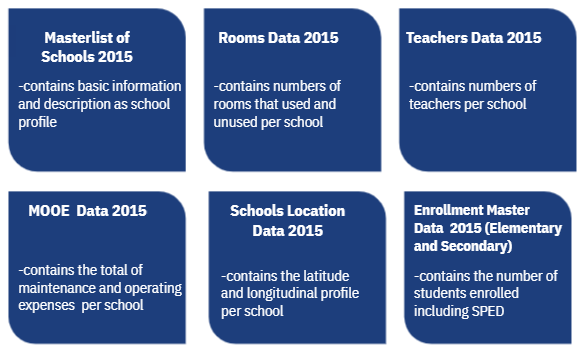 Masterlist of
Schools 2015
-contains basic information
and description as school
profile
Rooms Data 2015
-contains numbers of
rooms that used and
unused per school
Teachers Data 2015
-contains numbers of
teachers per school
MOOE Data 2015
-contains the total of
maintenance and operating
expenses per school
Schools Location
Data 2015
-contains the latitude
and longitudinal profile
per school
Enrollment Master
Data 2015 (Elementary
and Secondary)
-contains the number of
students enrolled
including SPED